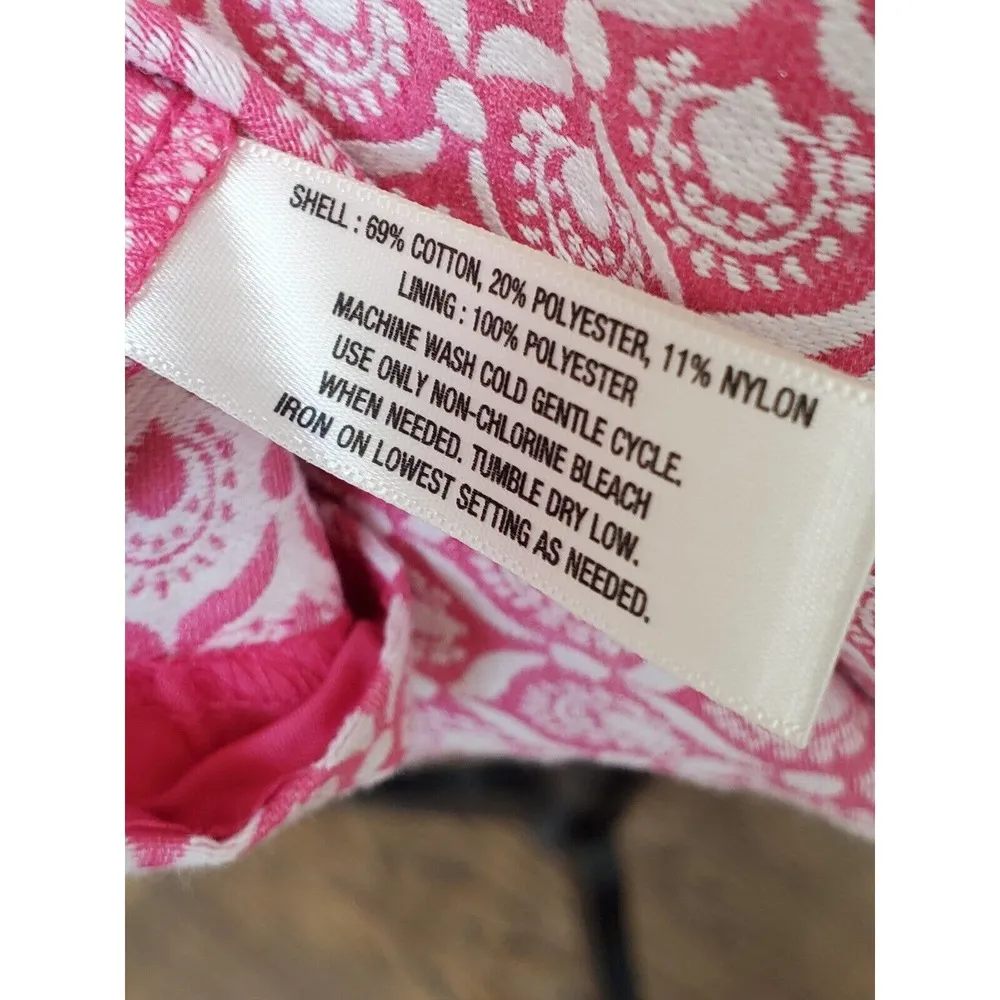 SHELL : 69% COTTON, 20% POLYESTER, 11% NYLON
LINING : 100% POLYESTER
MACHINE WASH COLD GENTLE CYCLE.
USE ONLY NON-CHLORINE BLEACH
WHEN NEEDED. TUMBLE DRY LOW.
IRON ON LOWEST SETTING AS NEEDED.